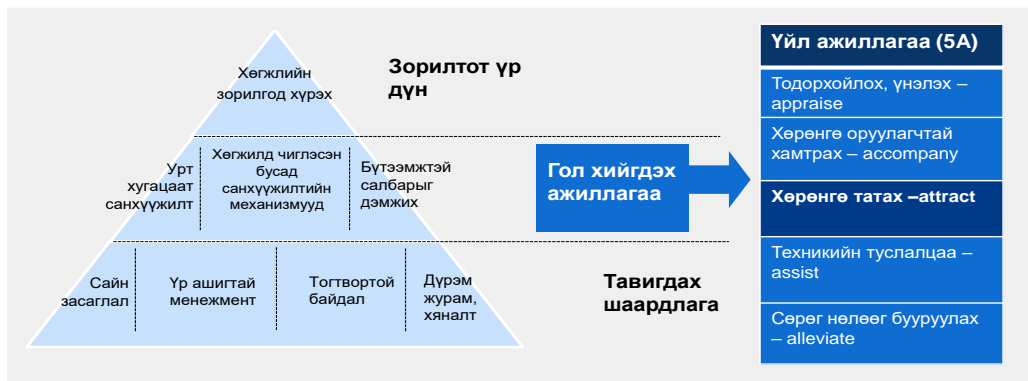 Хөгжлийн
зорилгод хүрэх
Зорилтот үр
дүн
Урт
хугацаат
санхүүжилт
Хөгжилд чиглэсэн
бусад
санхүүжилтийн
механизмууд
Бүтээмжтэй
салбарыг
дэмжих
Гол хийгдэх
ажиллагаа
Сайн
засаглал
Үр ашигтай
менежмент
Тогтвортой
байдал
Дүрэм
журам,
хяналт
Тавигдах
шаардлага
Үйл ажиллагаа (5A)
Тодорхойлох, үнэлэх –
appraise
Хөрөнгө оруулагчтай
хамтрах – accompany
Хөрөнгө татах –attract
Техникийн туслалцаа –
assist
Сөрөг нөлөөг бууруулах
– alleviate